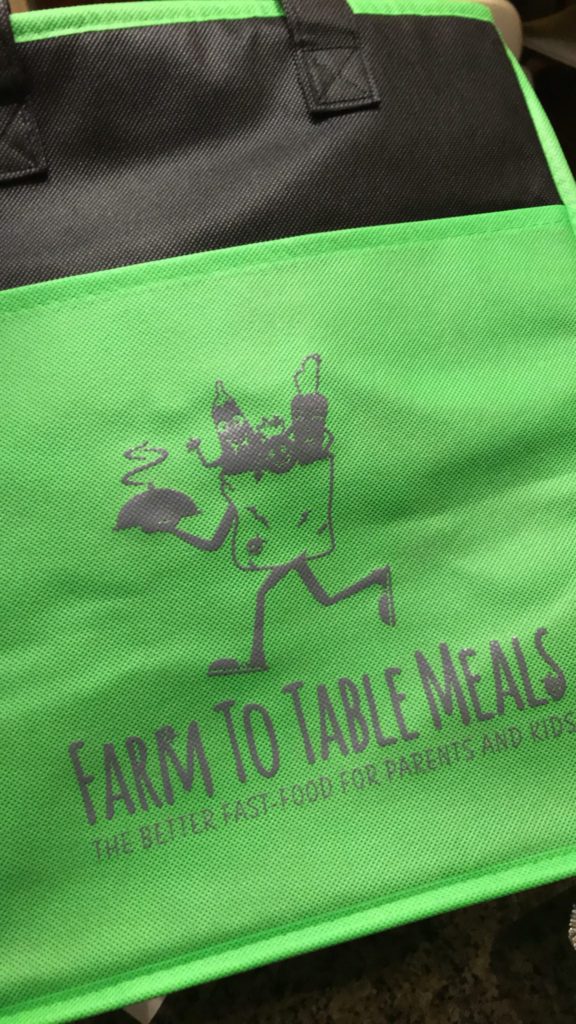 FARM TO TABLE MEALS
THE BETTER FAST-FOOD FOR PARENTS AND KIDS